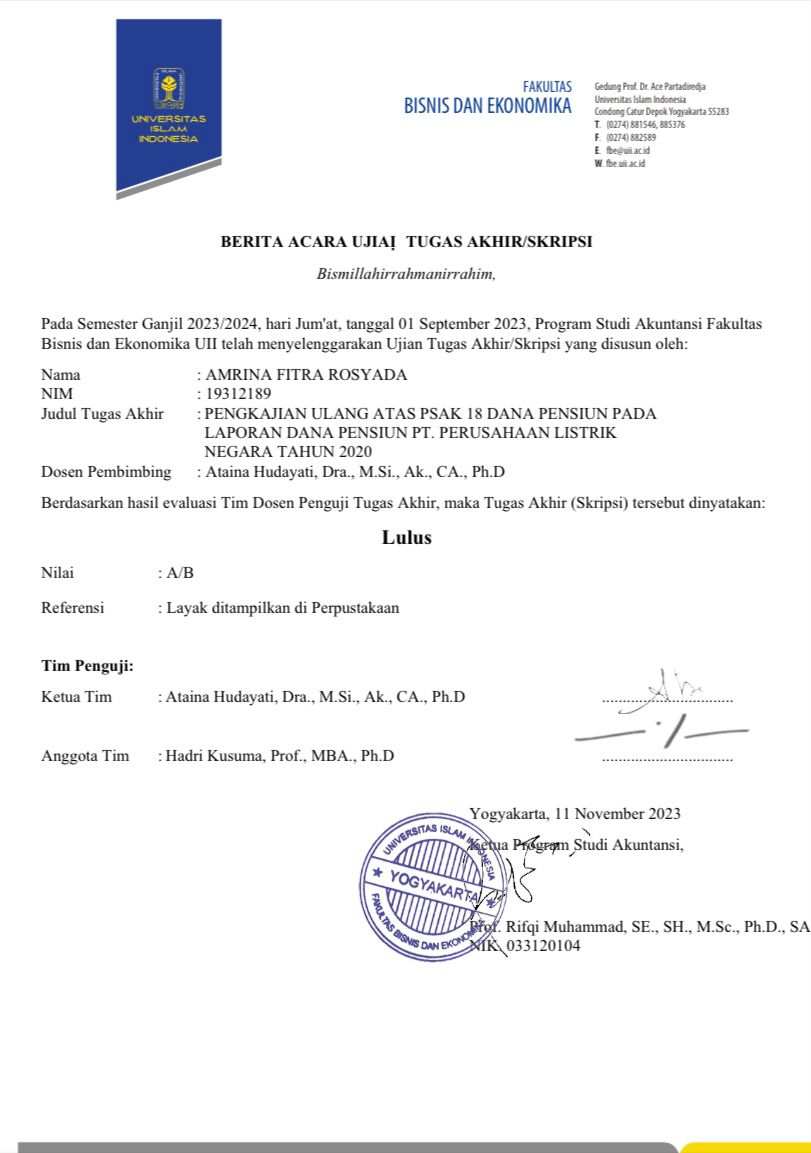 UNIVERSITAS
ISLAM
INDONESIA
FAKULTAS
BISNIS DAN EKONOMIKA
Gedung Prof. Dr. Ace Partadiredja
Universitas Islam Indonesia
Condong Catur Depok Yogyakarta 55283
T. (0274) 881546, 885376
F. (0274) 882589
E. fbe@uii.ac.id
W. fbe.uii.ac.id
BERITA ACARA UJIAN TUGAS AKHIR/SKRIPSI
Bismillahirrahmanirrahim,
Pada Semester Ganjil 2023/2024, hari Jum'at, tanggal 01 September 2023, Program Studi Akuntansi Fakultas
Bisnis dan Ekonomika UII telah menyelenggarakan Ujian Tugas Akhir/Skripsi yang disusun oleh:
Nama : AMRINA FITRA ROSYADA
NIM : 19312189
Judul Tugas Akhir : PENGKAJIAN ULANG ATAS PSAK 18 DANA PENSIUN PADA
LAPORAN DANA PENSIUN PT. PERUSAHAAN LISTRIK
NEGARA TAHUN 2020
Dosen Pembimbing : Ataina Hudayati, Dra., M.Si., Ak., CA., Ph.D
Berdasarkan hasil evaluasi Tim Dosen Penguji Tugas Akhir, maka Tugas Akhir (Skripsi) tersebut dinyatakan:
Lulus
Nilai : A/B
Referensi : Layak ditampilkan di Perpustakaan
Tim Penguji:
Ketua Tim : Ataina Hudayati, Dra., M.Si., Ak., CA., Ph.D
Anggota Tim : Hadri Kusuma, Prof., MBA., Ph.D
Yogyakarta, 11 November 2023
Ketua Program Studi Akuntansi,
UNIVERSITAS ISLAM INDONESIA
YOGYAKARTA
FAKULTAS BISNIS DAN EKONOMIKA
Prof. Rifqi Muhammad, SE., SH., M.Sc., Ph.D., SA
NIK. 033120104